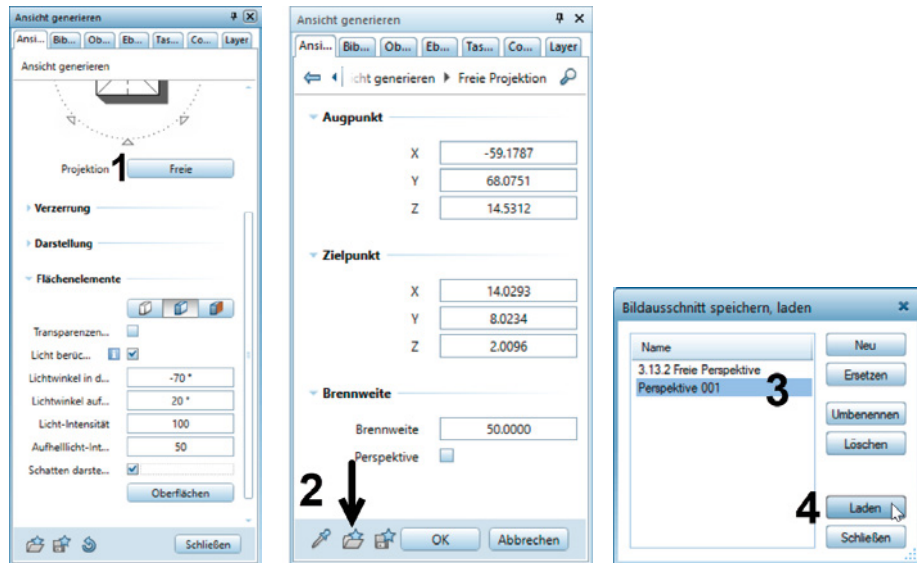 Ansicht generieren
Ansi... Bib... Ob... Eb... Tas... Co... Layer
Ansicht generieren
Projektion 1 Freie
Verzerrung
Darstellung
Flächenelemente
Transparenzen...
Licht berüc...
Lichtwinkel in d... -70 °
Lichtwinkel auf... 20 °
Licht-Intensität 100
Aufhelllicht-Int... 50
Schatten darste...
Oberflächen
Schließen
Ansicht generieren
Ansi... Bib... Ob... Eb... Tas... Co... Layer
icht generieren Freie Projektion
Augpunkt
X -59.1787
Y 68.0751
Z 14.5312
Zielpunkt
X 14.0293
Y 8.0234
Z 2.0096
Brennweite
Brennweite 50.0000
Perspektive
2
OK Abbrechen
Bildausschnitt speichern, laden
Name
3.13.2 Freie Perspektive
Perspektive 001
3
Neu
Ersetzen
Umbenennen
Löschen
4 Laden
Schließen